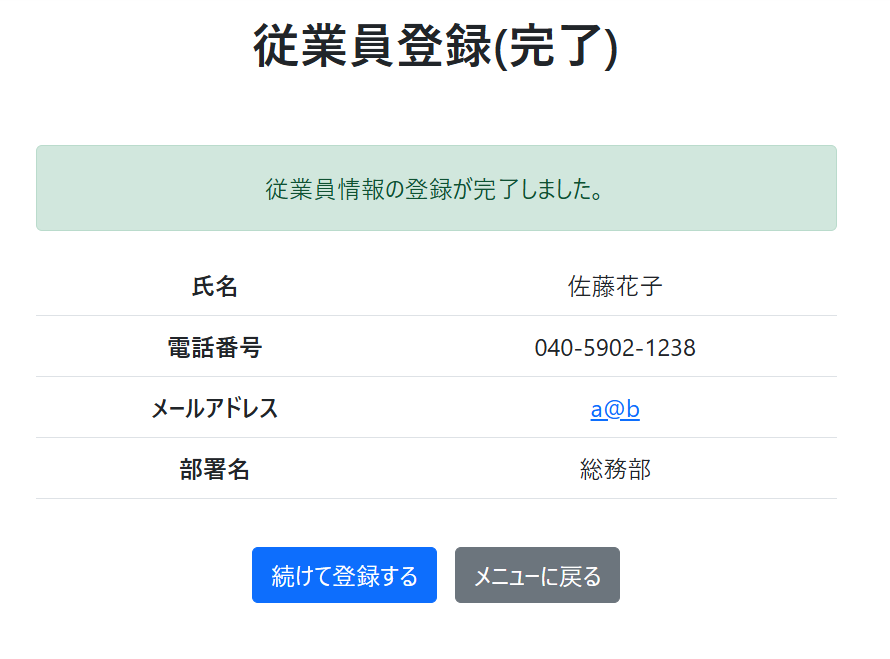 従業員登録(完了)
従業員情報の登録が完了しました。
氏名 佐藤花子
電話番号 040-5902-1238
メールアドレス a@b
部署名 総務部
続けて登録する メニューに戻る